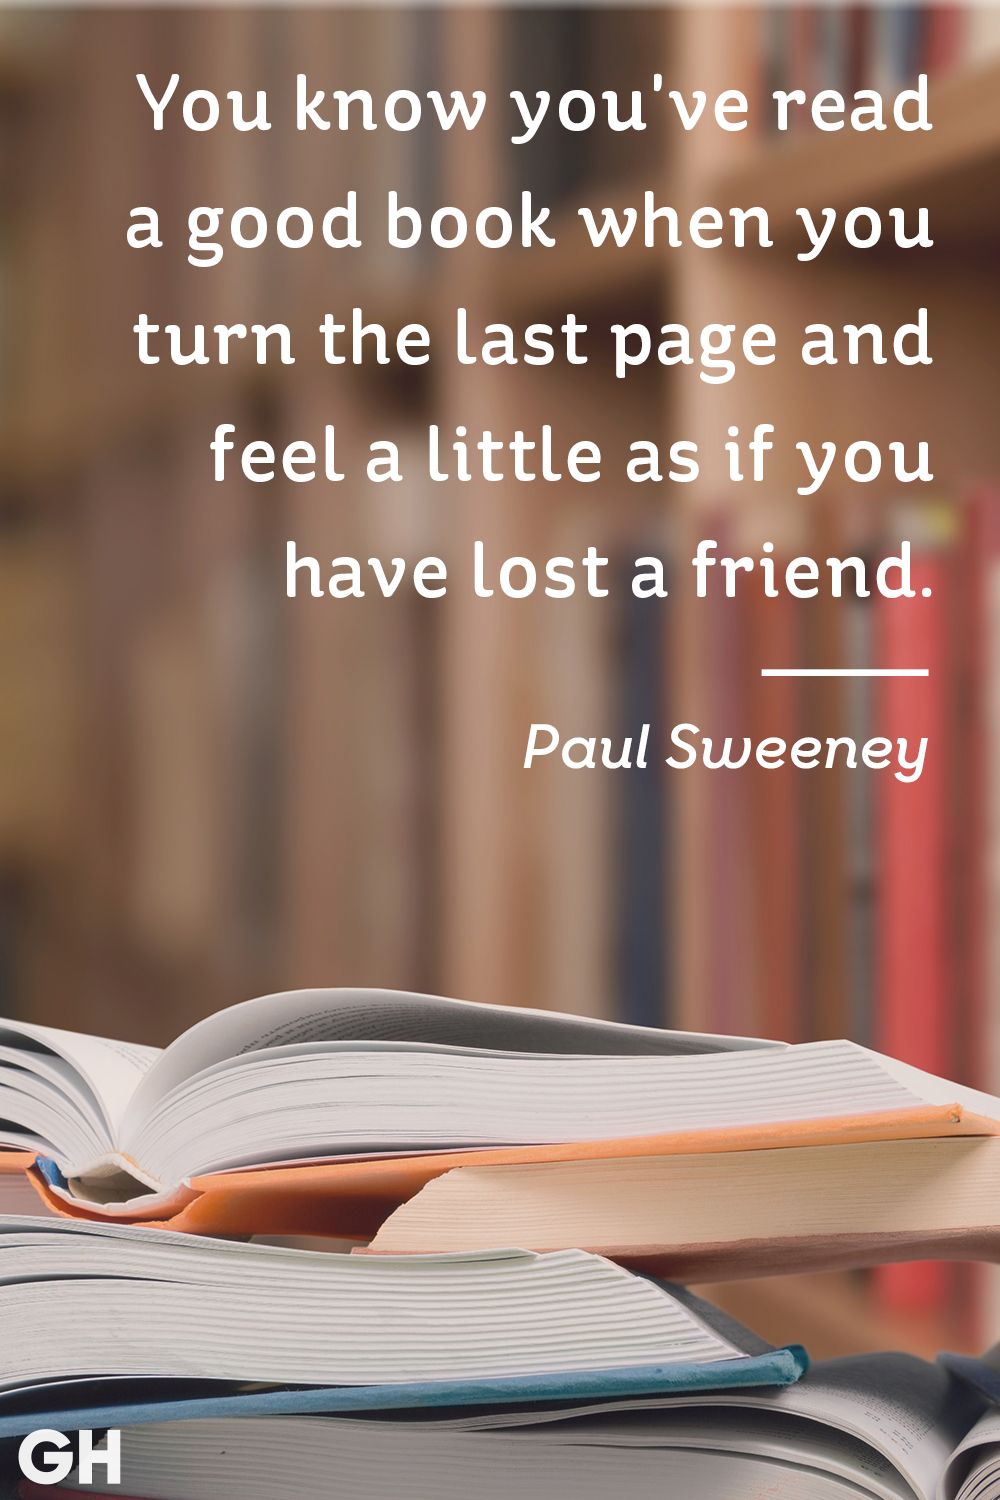 You know you've read
a good book when you
turn the last page and
feel a little as if you
have lost a friend.
Paul Sweeney
GH